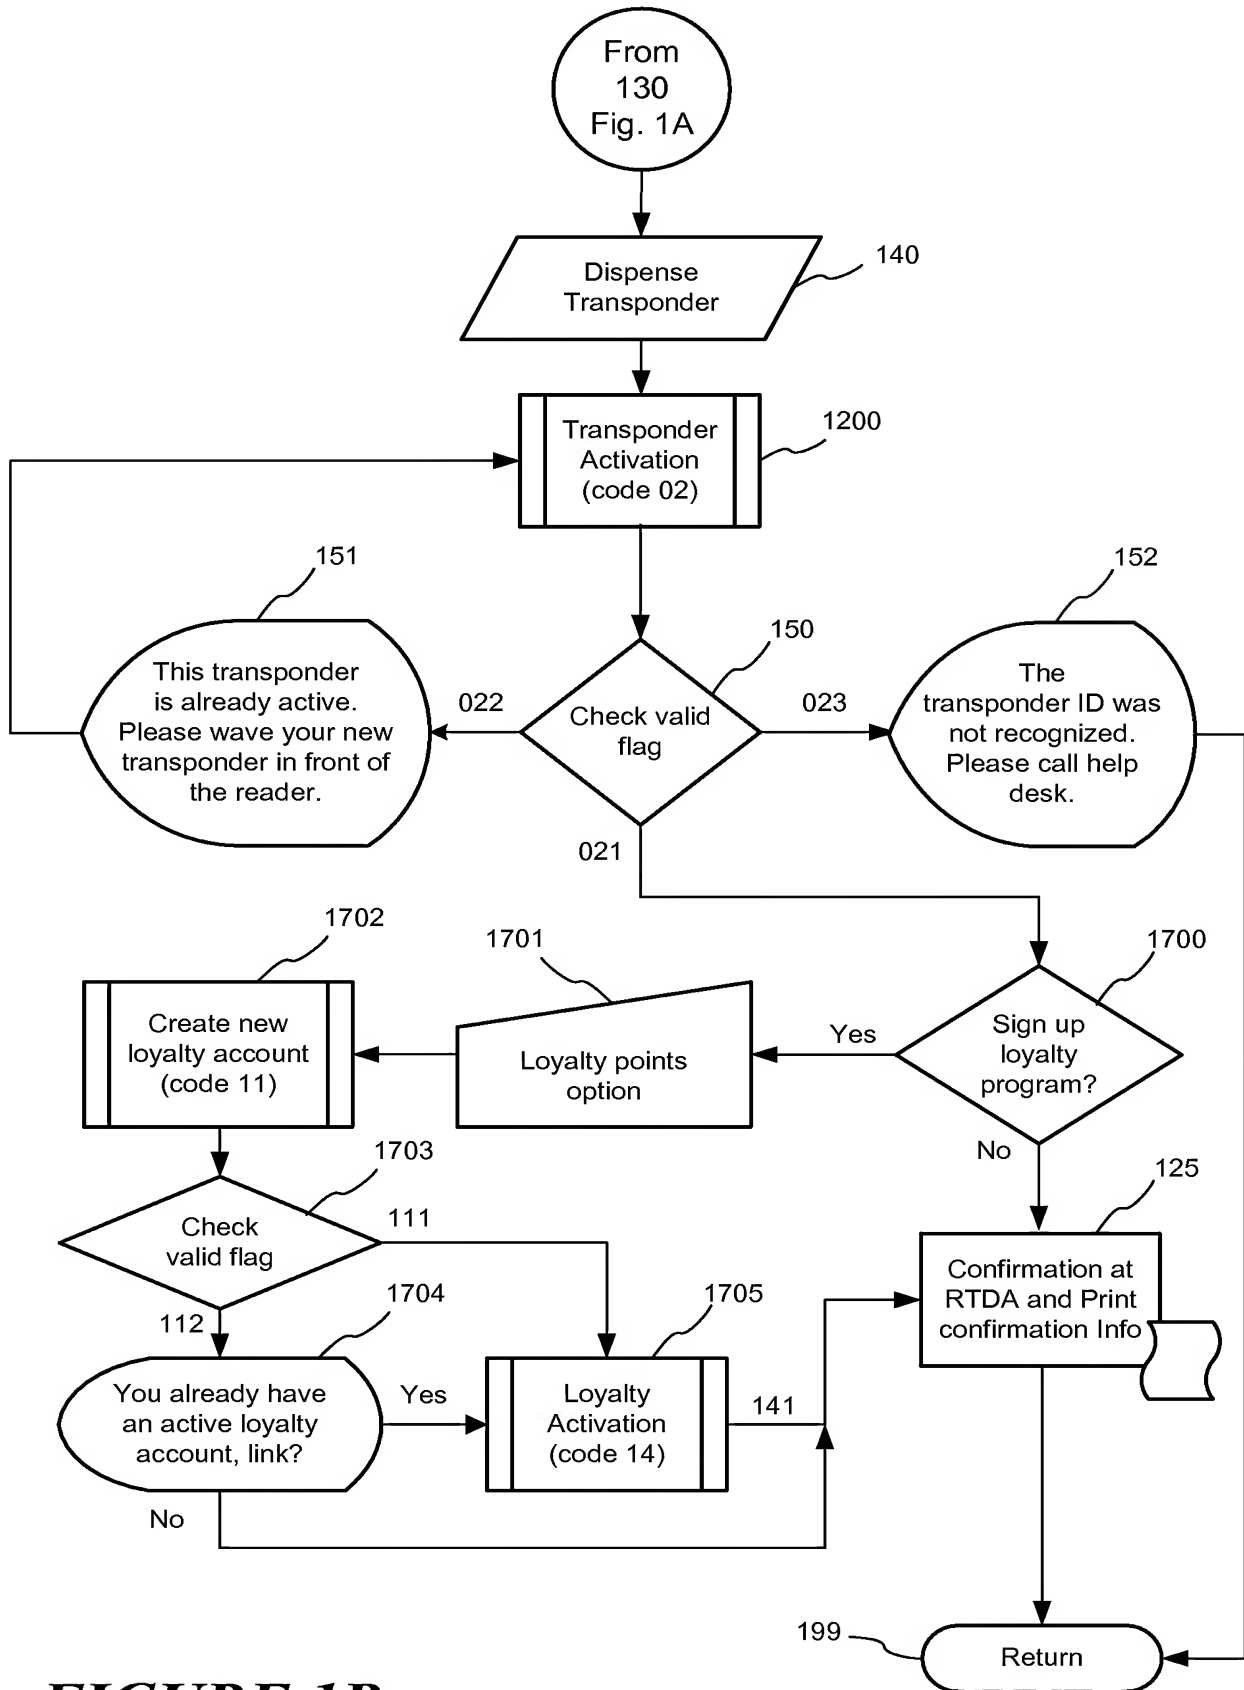 From
130
Fig. 1A
Dispense
Transponder
140
Transponder
Activation
(code 02)
1200
151
This transponder
is already active.
Please wave your new
transponder in front of
the reader.
022
150
Check valid
flag
023
152
The
transponder ID was
not recognized.
Please call help
desk.
021
1702
Create new
loyalty account
(code 11)
1701
Loyalty points
option
Yes
1700
Sign up
loyalty
program?
No
1703
Check
valid flag
111
112
125
Confirmation at
RTDA and Print
confirmation Info
1704
You already have
an active loyalty
account, link?
Yes
No
1705
Loyalty
Activation
(code 14)
141
199
Return
FIGURE 1B